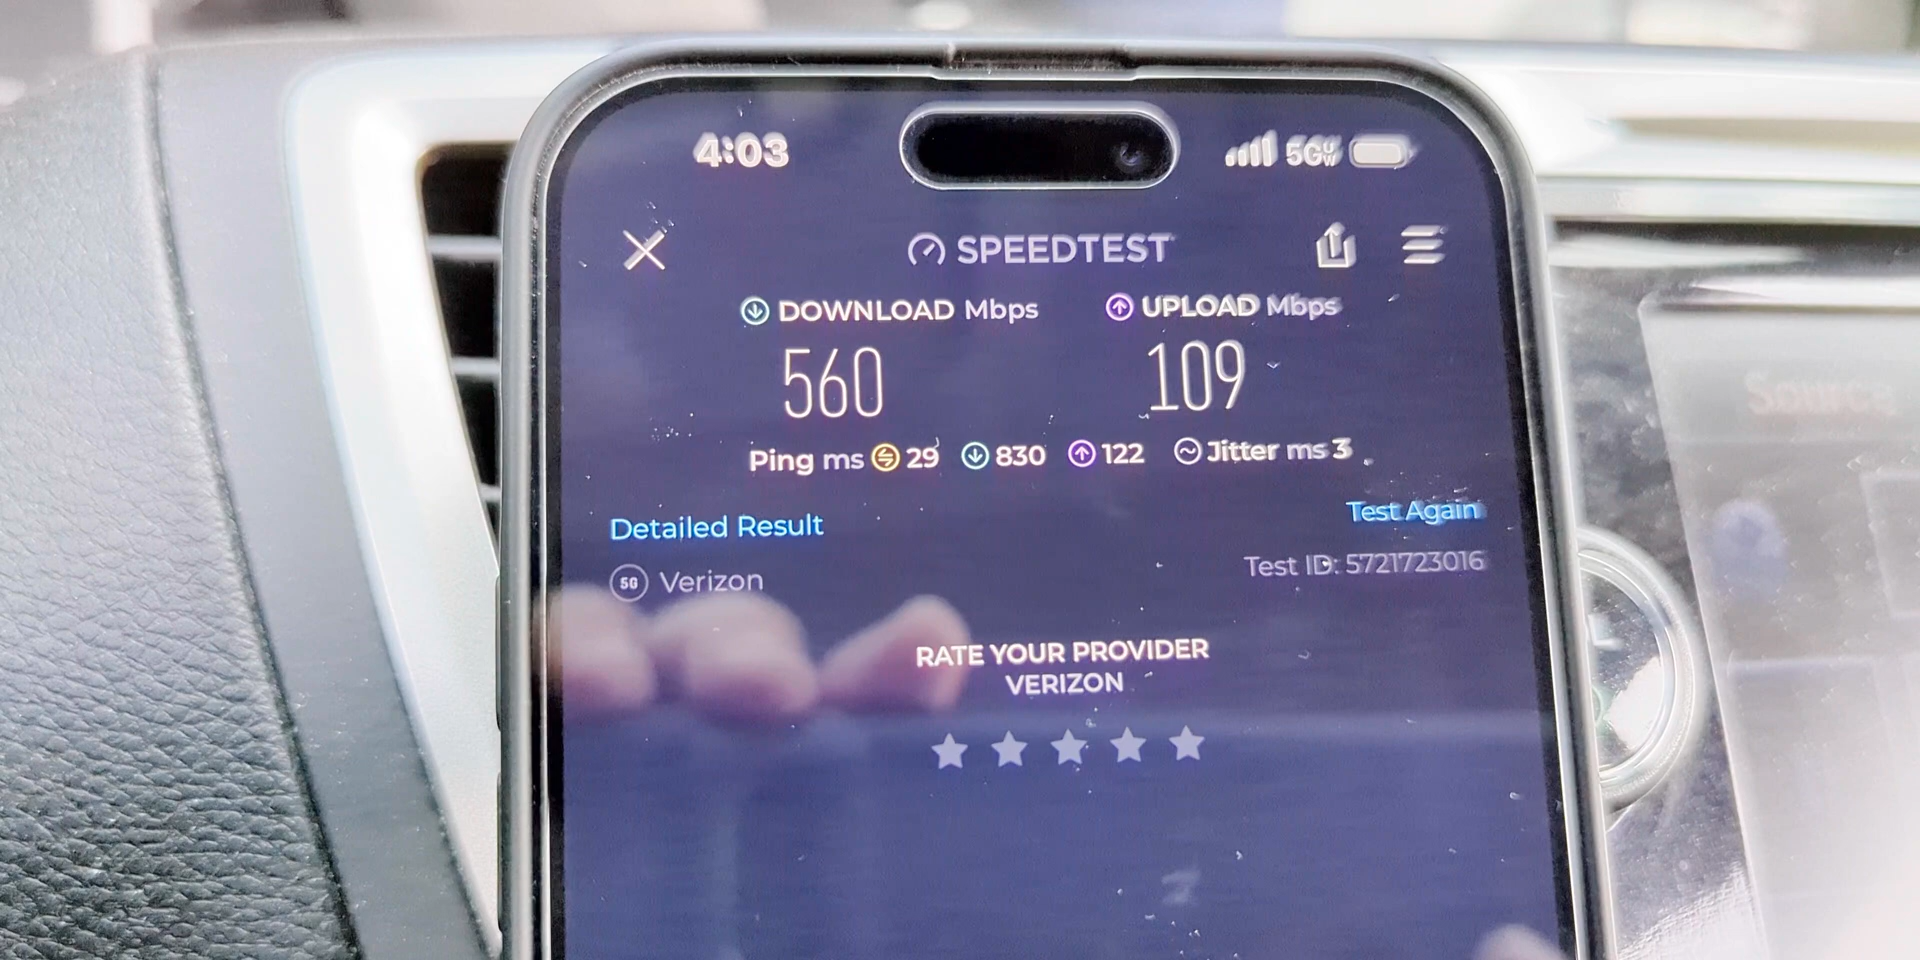 4:03 5G UW
SPEEDTEST
DOWNLOAD Mbps UPLOAD Mbps
560 109
Ping ms 29 830 122 Jitter ms 3
Detailed Result Test Again
5G Verizon Test ID: 5721723016
RATE YOUR PROVIDER
VERIZON